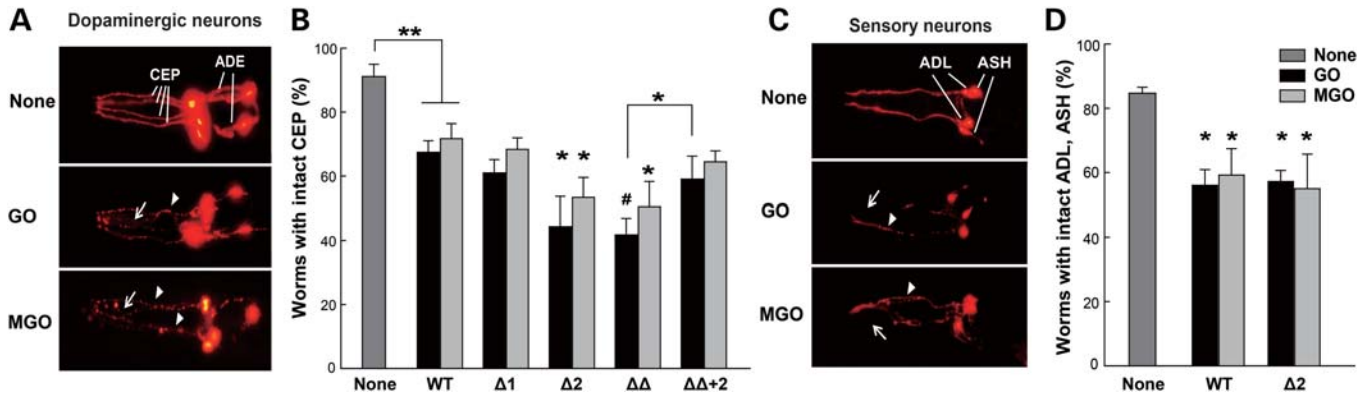 A Dopaminergic neurons
None
CEP
ADE
GO
MGO
B
Worms with intact CEP (%)
100
80
60
40
20
0
**
* *
#
*
*
None WT Δ1 Δ2 ΔΔ ΔΔ+2
C Sensory neurons
None
ADL ASH
GO
MGO
D
Worms with intact ADL, ASH (%)
100
80
60
40
20
0
None
GO
MGO
* * * *
None WT Δ2